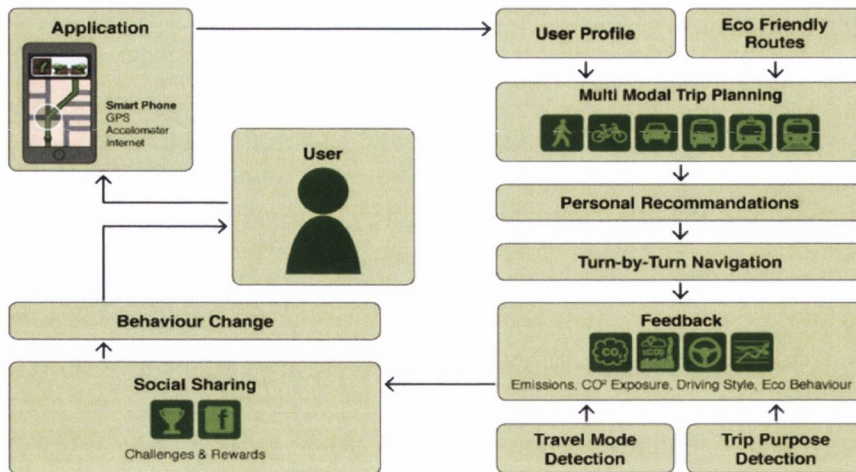 Application
Smart Phone
GPS
Accelometer
Internet
User Profile
Eco Friendly
Routes
Multi Modal Trip Planning
User
Personal Recommandations
Turn-by-Turn Navigation
Behaviour Change
Feedback
Emissions, CO² Exposure, Driving Style, Eco Behaviour
Social Sharing
f
Challenges & Rewards
Travel Mode
Detection
Trip Purpose
Detection